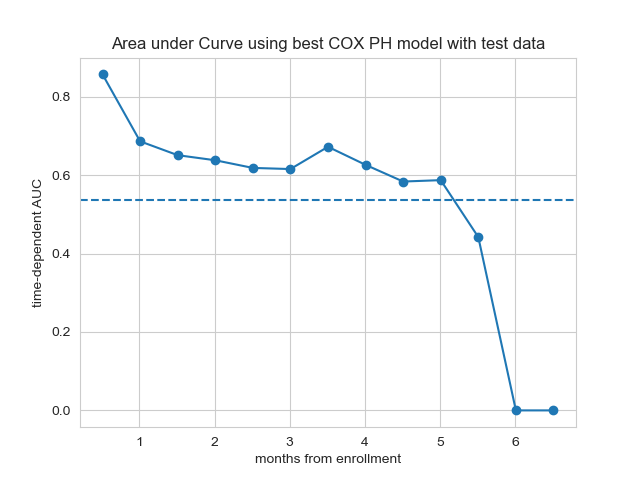 Area under Curve using best COX PH model with test data
time-dependent AUC
0.8
0.6
0.4
0.2
0.0
1 2 3 4 5 6
months from enrollment